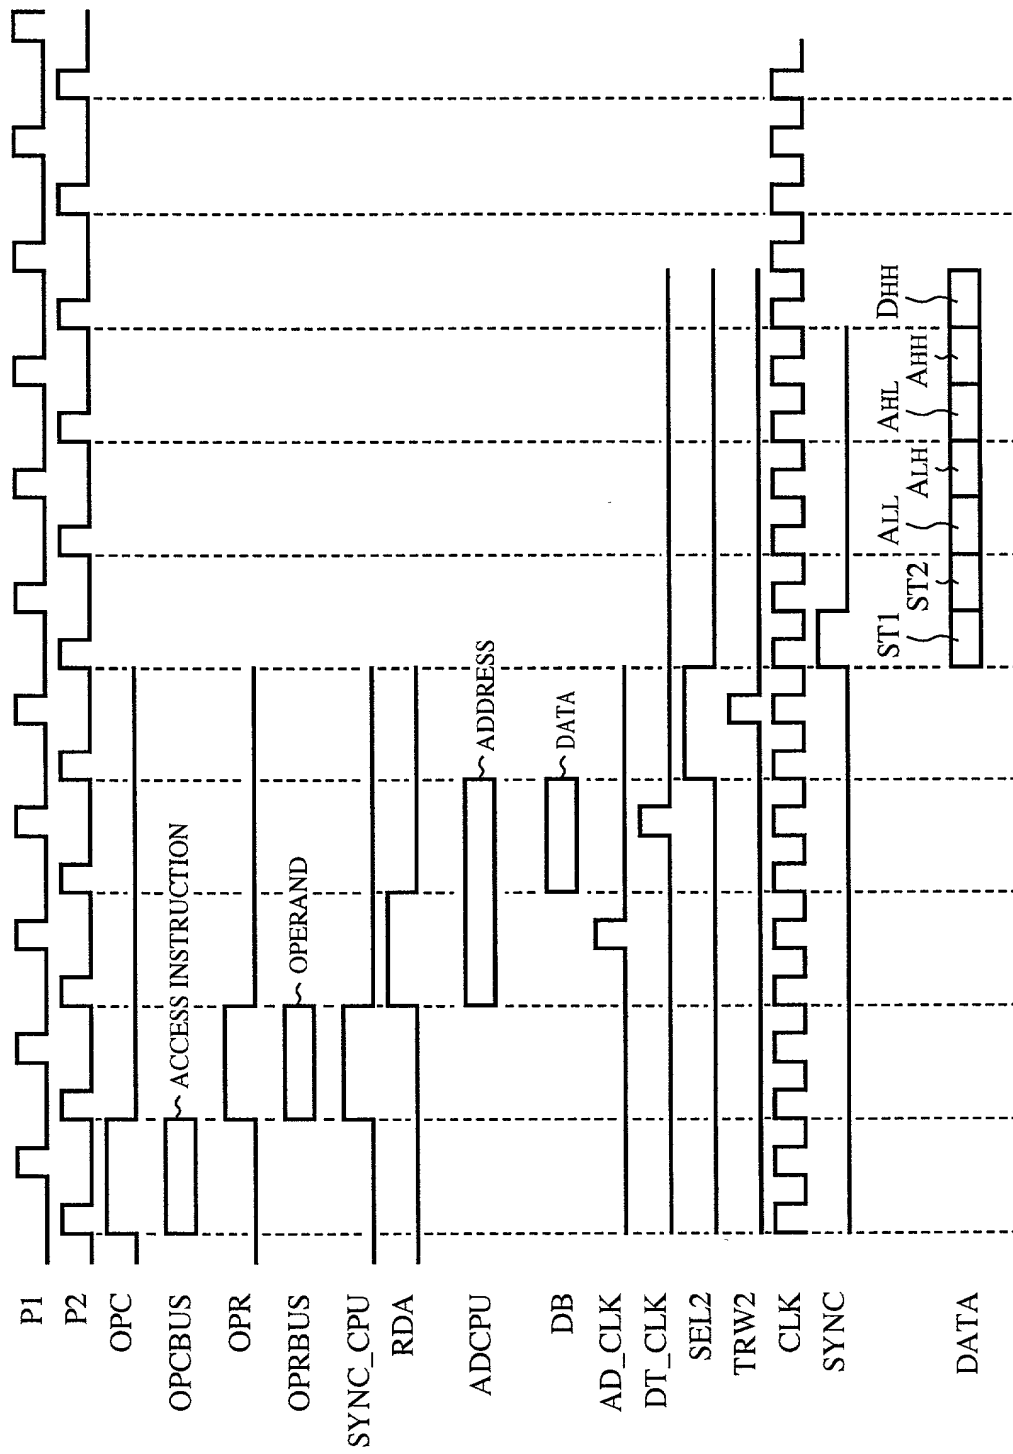 P1
P2
OPC
OPCBUS
ACCESS INSTRUCTION
OPR
OPRBUS
OPERAND
SYNC_CPU
RDA
ADCPU
ADDRESS
DB
DATA
AD_CLK
DT_CLK
SEL2
TRW2
CLK
SYNC
ST1
ST2
ALL
ALH
AHL
AHH
DHH
DATA